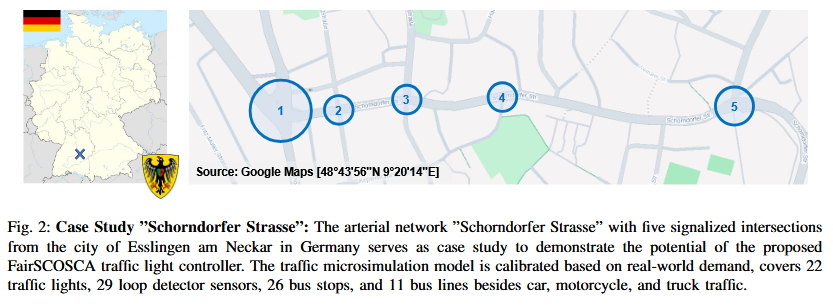 1
2
3
4
5
Schorndorfer Str
Source: Google Maps [48°43'56"N 9°20'14"E]
Fig. 2: Case Study ”Schorndorfer Strasse”: The arterial network ”Schorndorfer Strasse” with five signalized intersections
from the city of Esslingen am Neckar in Germany serves as case study to demonstrate the potential of the proposed
FairSCOSCA traffic light controller. The traffic microsimulation model is calibrated based on real-world demand, covers 22
traffic lights, 29 loop detector sensors, 26 bus stops, and 11 bus lines besides car, motorcycle, and truck traffic.